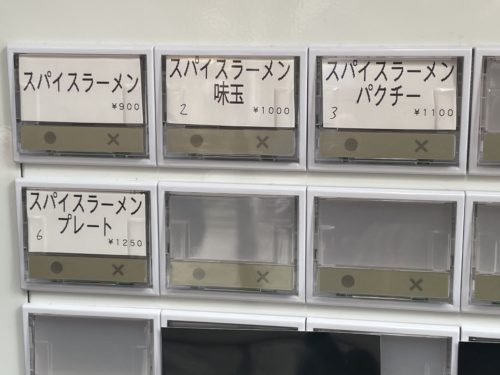 スパイスラーメン
¥900
スパイスラーメン
味玉
2 ¥1000
スパイスラーメン
パクチー
3 ¥1100
スパイスラーメン
プレート
6 ¥1250